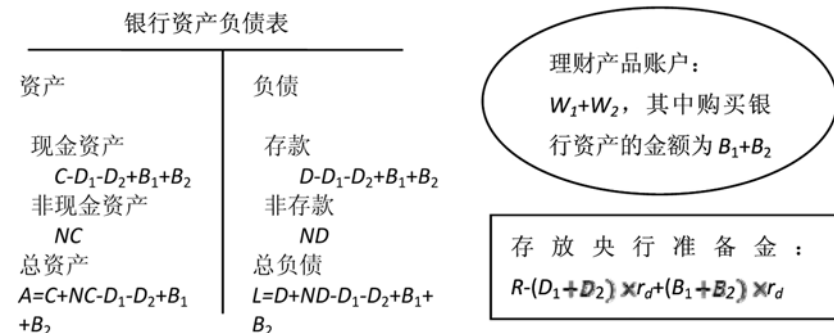 银行资产负债表
资产
现金资产
C-D₁-D₂+B₁+B₂
非现金资产
NC
总资产
A=C+NC-D₁-D₂+B₁
+B₂
负债
存款
D-D₁-D₂+B₁+B₂
非存款
ND
总负债
L=D+ND-D₁-D₂+B₁+
B₂
理财产品账户：
W₁+W₂，其中购买银
行资产的金额为 B₁+B₂
存放央行准备金：
R-(D₁+D₂)×r_d+(B₁+B₂)×r_d